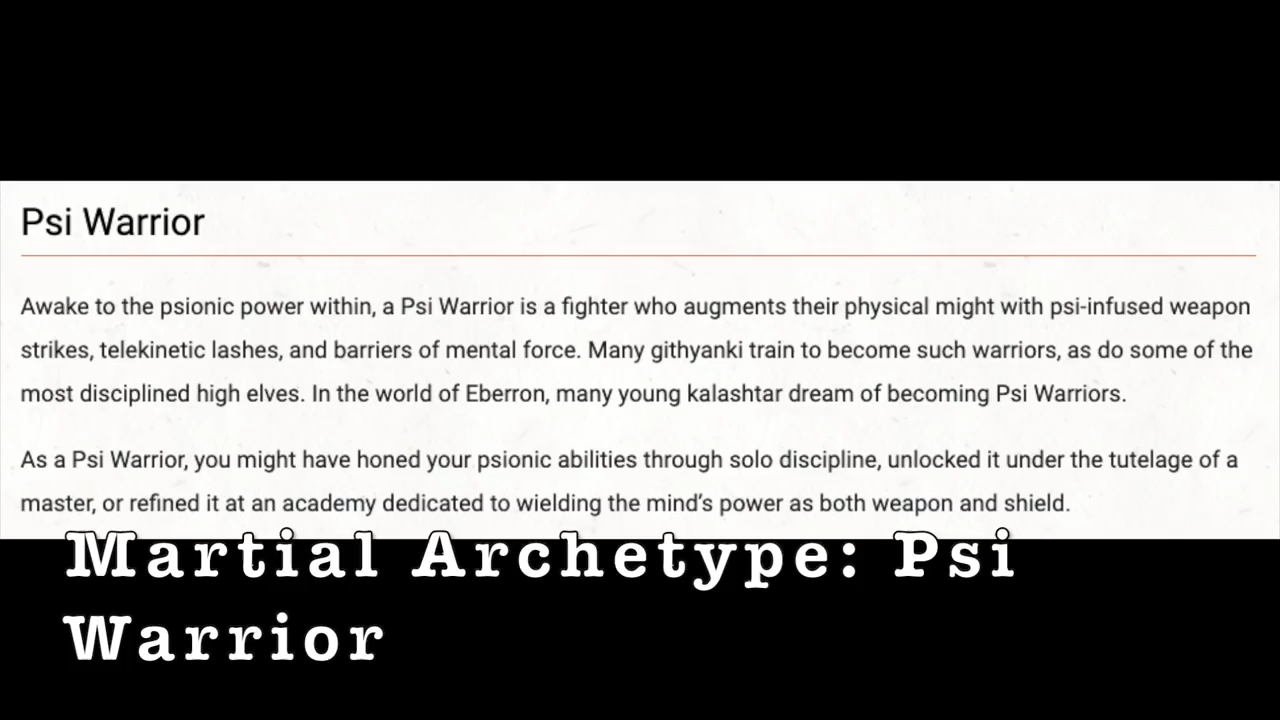 Psi Warrior
Awake to the psionic power within, a Psi Warrior is a fighter who augments their physical might with psi-infused weapon
strikes, telekinetic lashes, and barriers of mental force. Many githyanki train to become such warriors, as do some of the
most disciplined high elves. In the world of Eberron, many young kalashtar dream of becoming Psi Warriors.
As a Psi Warrior, you might have honed your psionic abilities through solo discipline, unlocked it under the tutelage of a
master, or refined it at an academy dedicated to wielding the mind’s power as both weapon and shield.
Martial Archetype: Psi
Warrior